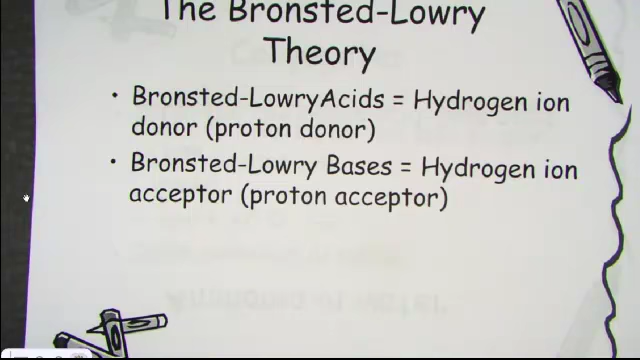 The Bronsted-Lowry
Theory
• Bronsted-LowryAcids = Hydrogen ion
donor (proton donor)
• Bronsted-Lowry Bases = Hydrogen ion
acceptor (proton acceptor)